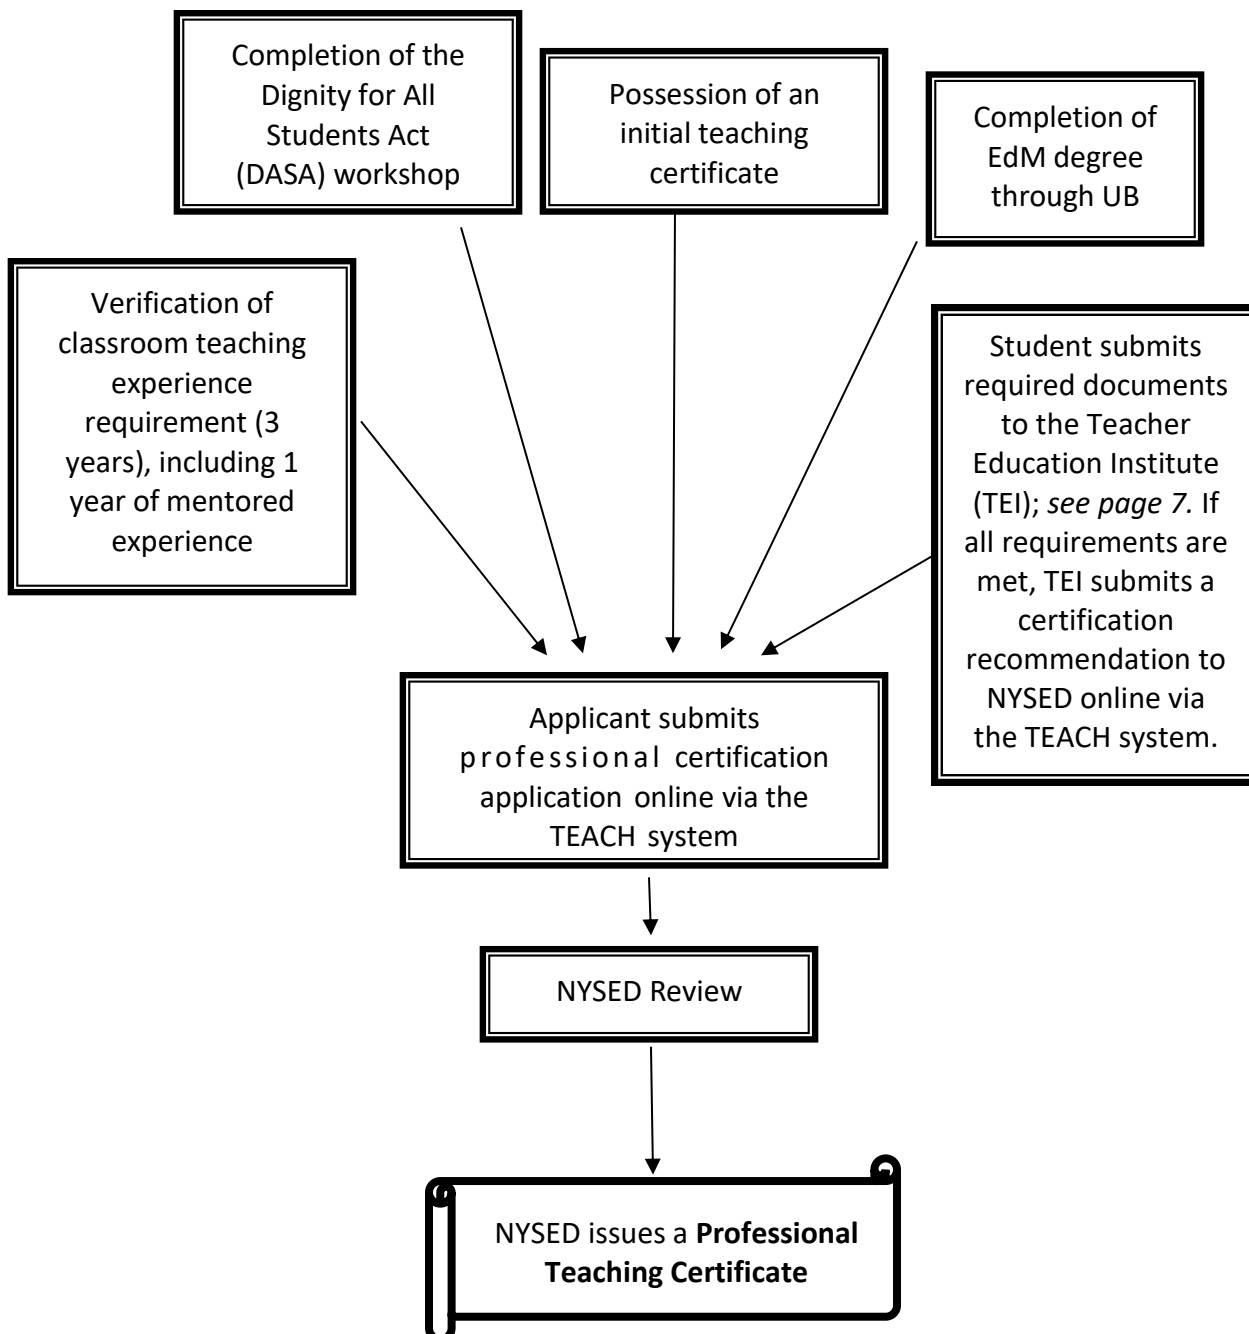 Completion of the
Dignity for All
Students Act
(DASA) workshop
Possession of an
initial teaching
certificate
Completion of
EdM degree
through UB
Verification of
classroom teaching
experience
requirement (3
years), including 1
year of mentored
experience
Student submits
required documents
to the Teacher
Education Institute
(TEI); see page 7. If
all requirements are
met, TEI submits a
certification
recommendation to
NYSED online via
the TEACH system.
Applicant submits
professional certification
application online via the
TEACH system
NYSED Review
NYSED issues a Professional
Teaching Certificate